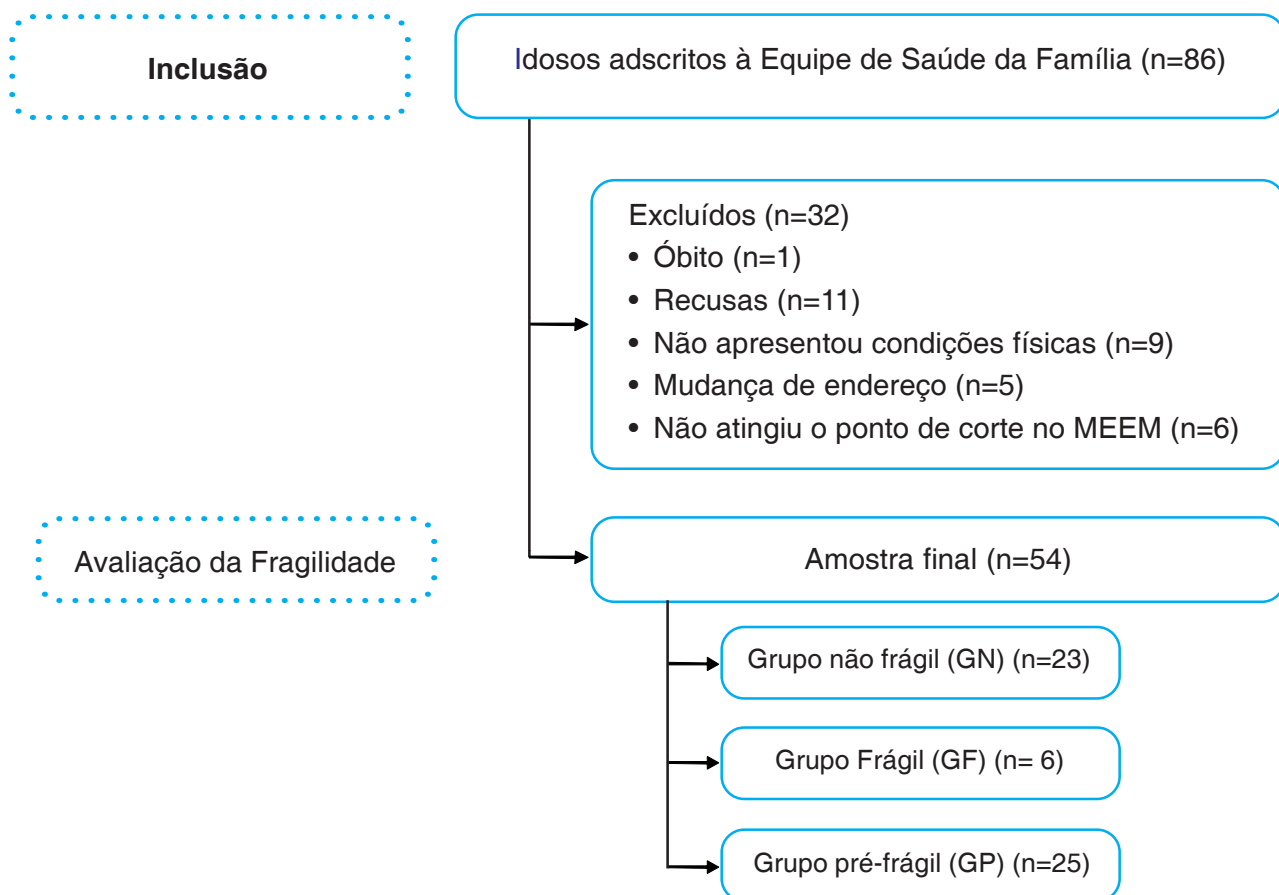 Inclusão
Idosos adscritos à Equipe de Saúde da Família (n=86)
Excluídos (n=32)
• Óbito (n=1)
• Recusas (n=11)
• Não apresentou condições físicas (n=9)
• Mudança de endereço (n=5)
• Não atingiu o ponto de corte no MEEM (n=6)
Avaliação da Fragilidade
Amostra final (n=54)
Grupo não frágil (GN) (n=23)
Grupo Frágil (GF) (n= 6)
Grupo pré-frágil (GP) (n=25)